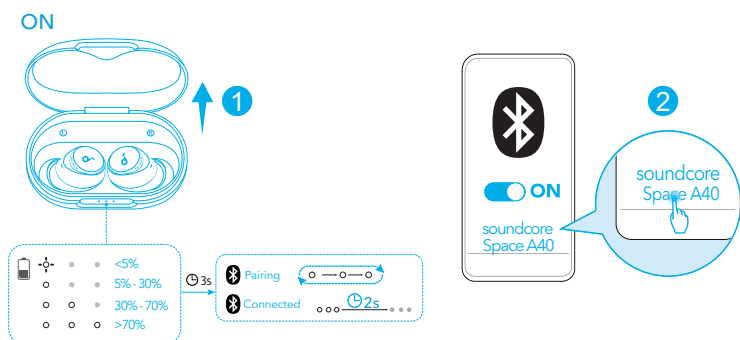 ON
1
L
R
<5%
5% - 30%
30% - 70%
>70%
3s
Pairing
Connected
2s
ON
soundcore
Space A40
2
soundcore
Space A40